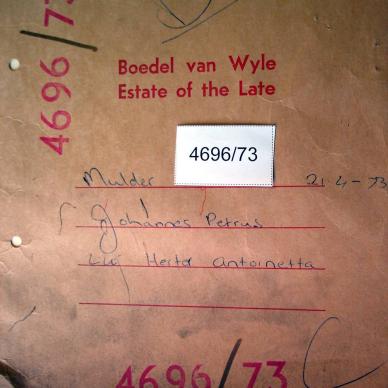 4696/73
Boedel van Wyle
Estate of the Late
4696/73
Mulder 21-4-73
Johannes Petrus
Herta Antoinetta
4696/73